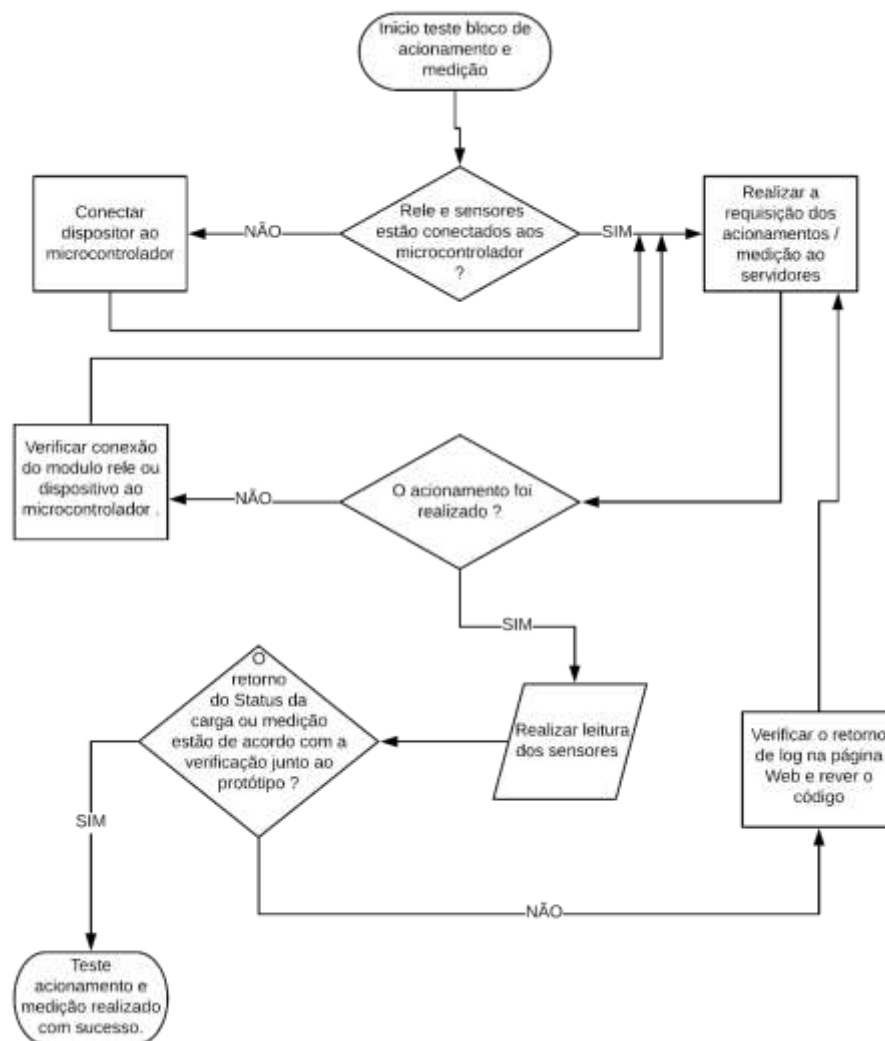 Inicio teste bloco de
acionamento e
medição
Conectar
dispositor ao
microcontrolador
NÃO
Rele e sensores
estão conectados aos
microcontrolador
?
SIM
Realizar a
requisição dos
acionamentos /
medição ao
servidores
Verificar conexão
do modulo rele ou
dispositivo ao
microcontrolador .
NÃO
O acionamento foi
realizado ?
SIM
O
retorno
do Status da
carga ou medição
estão de acordo com a
verificação junto ao
protótipo ?
Realizar leitura
dos sensores
Verificar o retorno
de log na página
Web e rever o
código
SIM
NÃO
Teste
acionamento e
medição realizado
com sucesso.